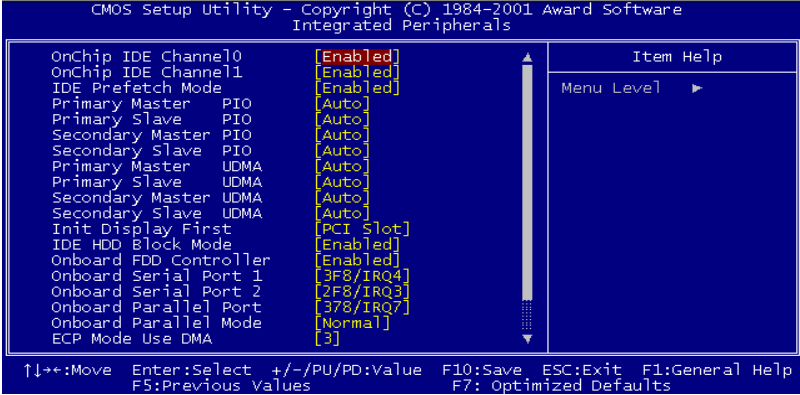 CMOS Setup Utility - Copyright (C) 1984-2001 Award Software
Integrated Peripherals
OnChip IDE Channel0 [Enabled]
OnChip IDE Channel1 [Enabled]
IDE Prefetch Mode [Enabled]
Primary Master PIO [Auto]
Primary Slave PIO [Auto]
Secondary Master PIO [Auto]
Secondary Slave PIO [Auto]
Primary Master UDMA [Auto]
Primary Slave UDMA [Auto]
Secondary Master UDMA [Auto]
Secondary Slave UDMA [Auto]
Init Display First [PCI Slot]
IDE HDD Block Mode [Enabled]
Onboard FDD Controller [Enabled]
Onboard Serial Port 1 [3F8/IRQ4]
Onboard Serial Port 2 [2F8/IRQ3]
Onboard Parallel Port [378/IRQ7]
Onboard Parallel Mode [Normal]
ECP Mode Use DMA [3]
Item Help
Menu Level ►
↑↓→←:Move Enter:Select +/-/PU/PD:Value F10:Save ESC:Exit F1:General Help
F5:Previous Values F7: Optimized Defaults